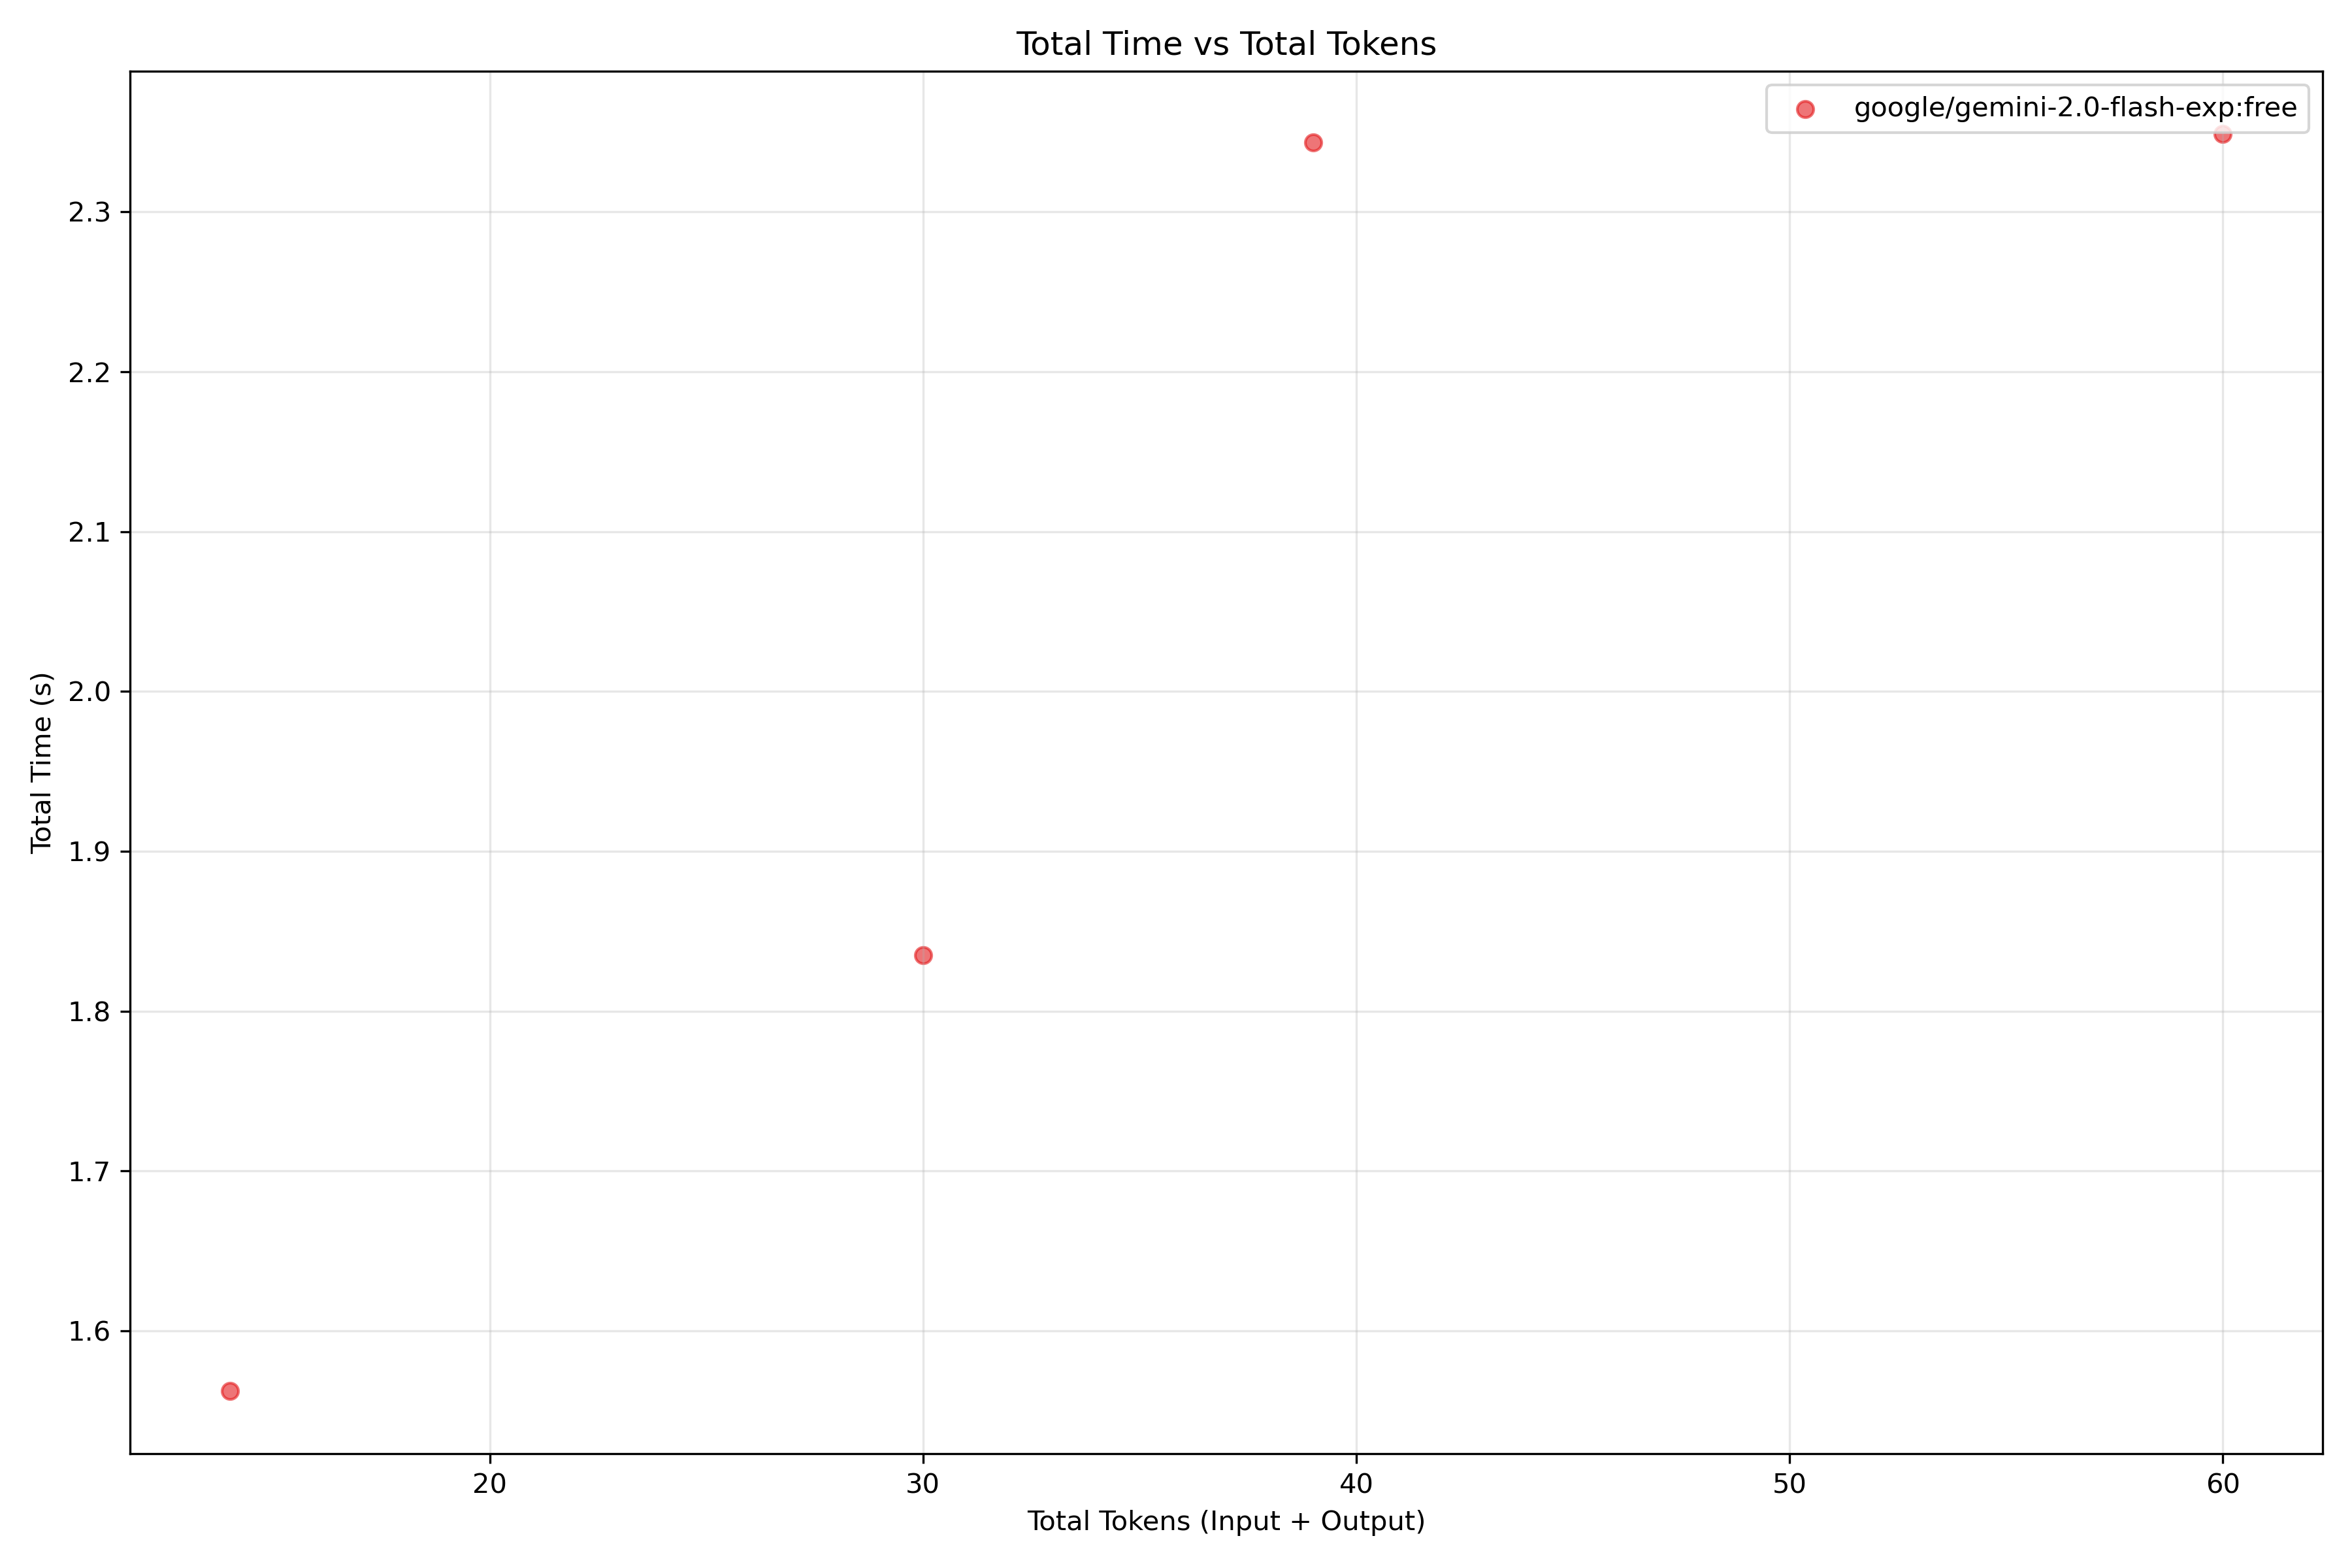 Total Time vs Total Tokens
google/gemini-2.0-flash-exp:free
Total Time (s)
2.3
2.2
2.1
2.0
1.9
1.8
1.7
1.6
20 30 40 50 60
Total Tokens (Input + Output)